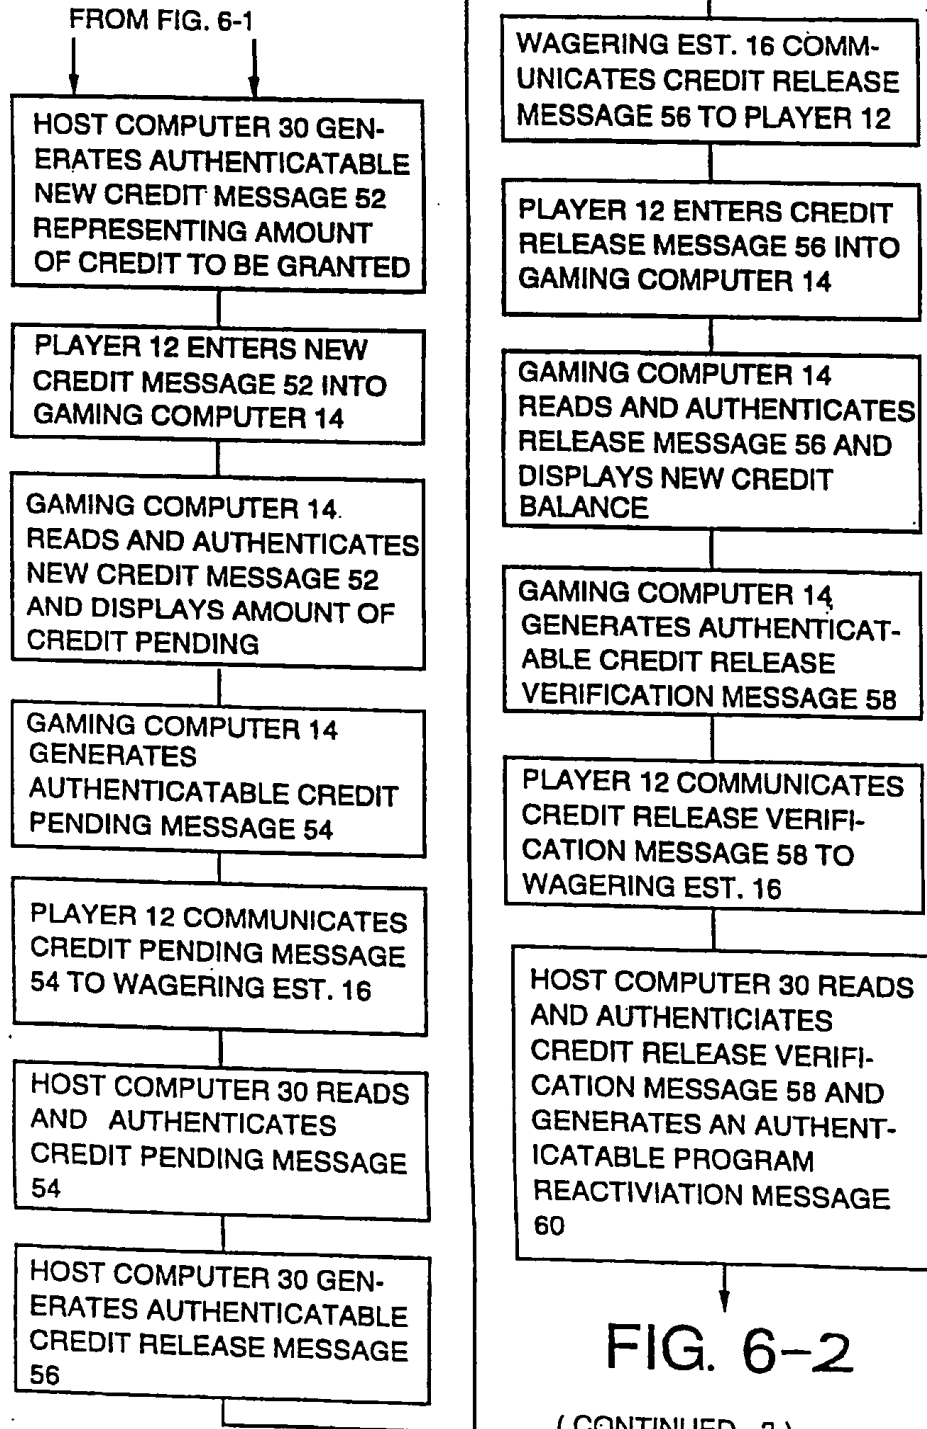 FROM FIG. 6-1
HOST COMPUTER 30 GEN-
ERATES AUTHENTICATABLE
NEW CREDIT MESSAGE 52
REPRESENTING AMOUNT
OF CREDIT TO BE GRANTED
PLAYER 12 ENTERS NEW
CREDIT MESSAGE 52 INTO
GAMING COMPUTER 14
GAMING COMPUTER 14
READS AND AUTHENTICATES
NEW CREDIT MESSAGE 52
AND DISPLAYS AMOUNT OF
CREDIT PENDING
GAMING COMPUTER 14
GENERATES
AUTHENTICATABLE CREDIT
PENDING MESSAGE 54
PLAYER 12 COMMUNICATES
CREDIT PENDING MESSAGE
54 TO WAGERING EST. 16
HOST COMPUTER 30 READS
AND AUTHENTICATES
CREDIT PENDING MESSAGE
54
HOST COMPUTER 30 GEN-
ERATES AUTHENTICATABLE
CREDIT RELEASE MESSAGE
56
WAGERING EST. 16 COMM-
UNICATES CREDIT RELEASE
MESSAGE 56 TO PLAYER 12
PLAYER 12 ENTERS CREDIT
RELEASE MESSAGE 56 INTO
GAMING COMPUTER 14
GAMING COMPUTER 14
READS AND AUTHENTICATES
RELEASE MESSAGE 56 AND
DISPLAYS NEW CREDIT
BALANCE
GAMING COMPUTER 14
GENERATES AUTHENTICAT-
ABLE CREDIT RELEASE
VERIFICATION MESSAGE 58
PLAYER 12 COMMUNICATES
CREDIT RELEASE VERIFI-
CATION MESSAGE 58 TO
WAGERING EST. 16
HOST COMPUTER 30 READS
AND AUTHENTICIATES
CREDIT RELEASE VERIFI-
CATION MESSAGE 58 AND
GENERATES AN AUTHENT-
ICATABLE PROGRAM
REACTIVIATION MESSAGE
60
FIG. 6-2
(CONTINUED